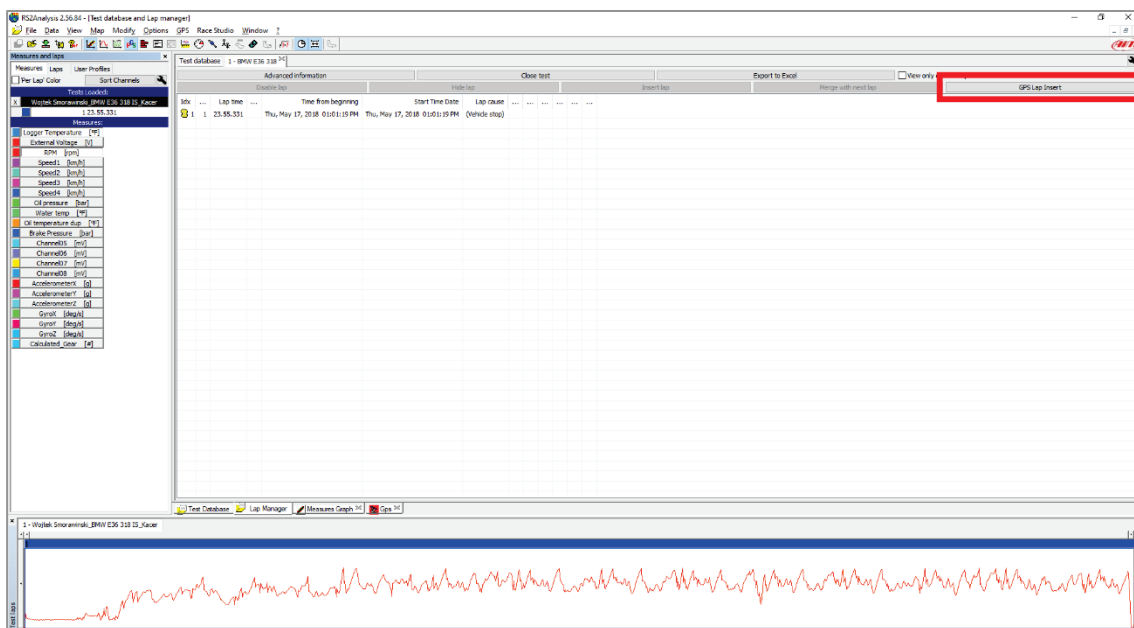 RS2Analysis 2.56.84 - [Test database and Lap manager]
File Data View Map Modify Options GPS Race Studio Window ?
Measures and laps
Measures Laps User Profiles
'Per Lap' Color Sort Channels
Tests Loaded:
X Wojtek Smorawinski_BMW E36 318 IS_Kacer
1 23.55.331
Measures:
Logger Temperature [°F]
External Voltage [V]
RPM [rpm]
Speed1 [km/h]
Speed2 [km/h]
Speed3 [km/h]
Speed4 [km/h]
Oil pressure [bar]
Water temp [°F]
Oil temperature dup [°F]
Brake Pressure [bar]
Channel05 [mV]
Channel06 [mV]
Channel07 [mV]
Channel08 [mV]
AccelerometerX [g]
AccelerometerY [g]
AccelerometerZ [g]
GyroX [deg/s]
GyroY [deg/s]
GyroZ [deg/s]
Calculated_Gear [#]
Test database 1 - BMW E36 318
Advanced information Close test Export to Excel View only
Disable lap Hide lap Insert lap Merge with next lap GPS Lap Insert
Idx ... Lap time ... Time from beginning Start Time Date Lap cause ... ... ... ... ...
1 1 23.55.331 Thu, May 17, 2018 01:01:19 PM Thu, May 17, 2018 01:01:19 PM (Vehicle stop)
Test Database Lap Manager Measures Graph Gps
1 - Wojtek Smorawinski_BMW E36 318 IS_Kacer
Test laps